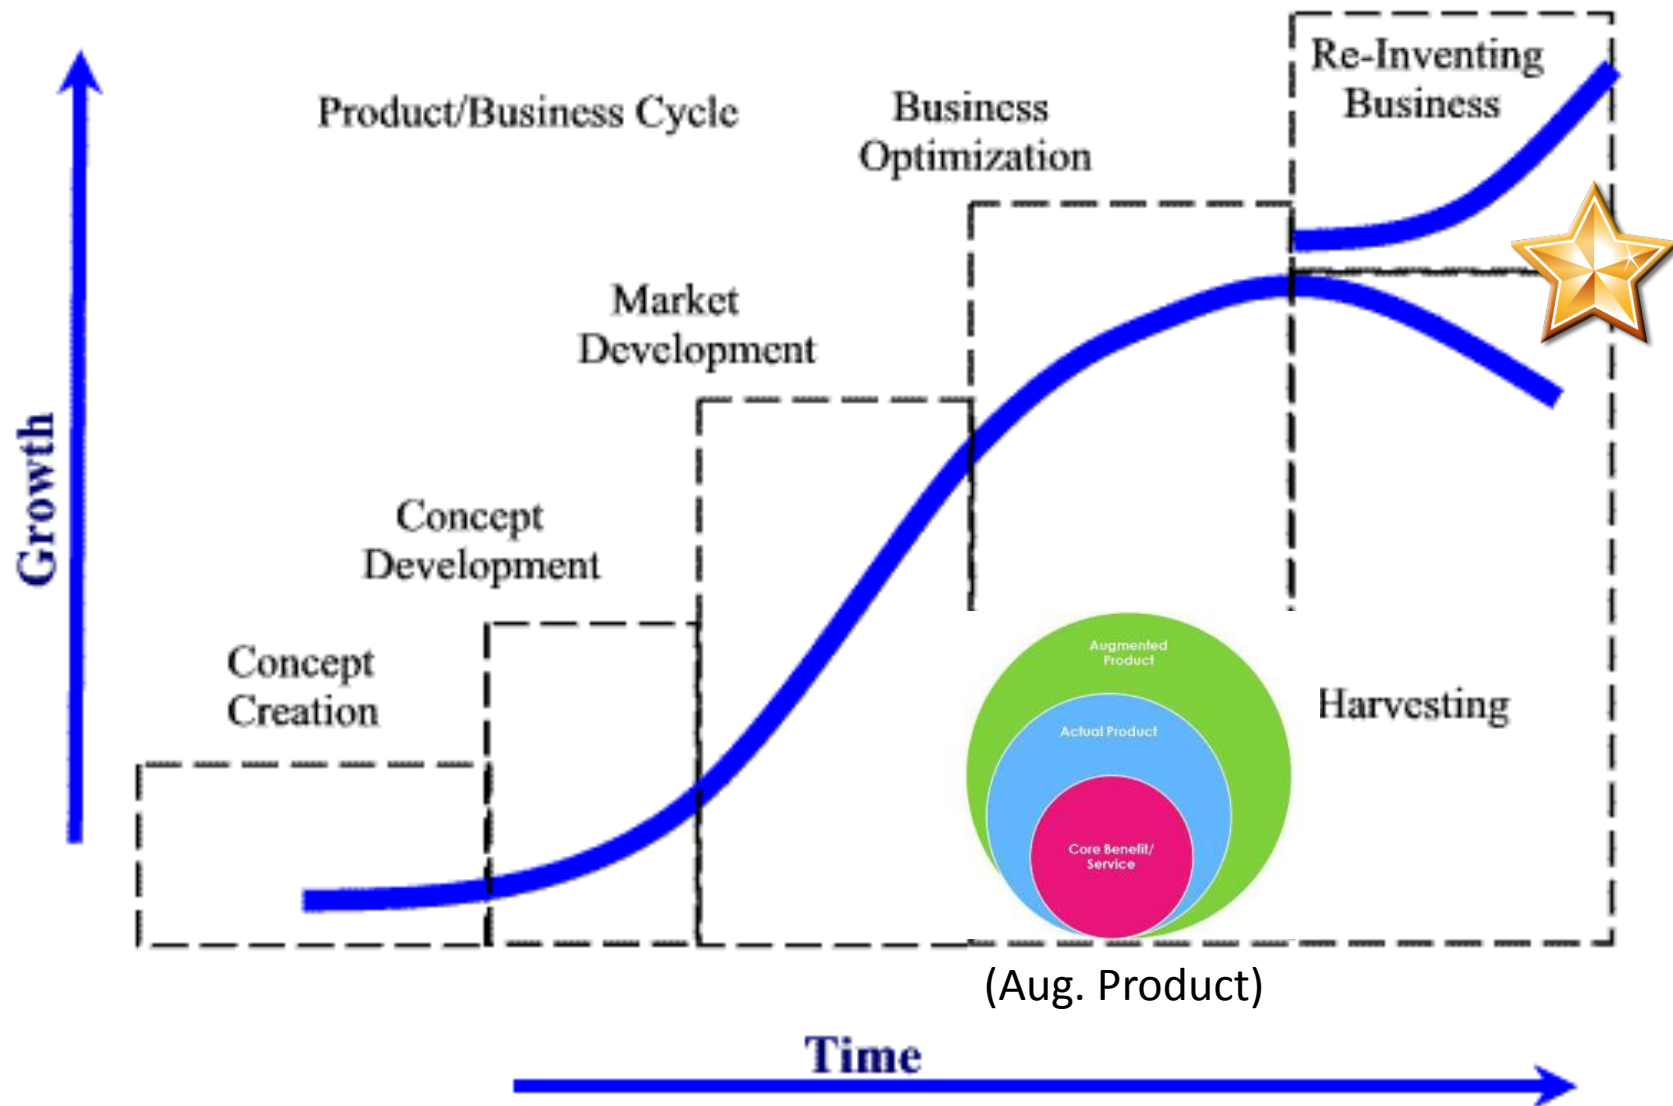 Re-Inventing
Business
Product/Business Cycle
Business
Optimization
Market
Development
Growth
Concept
Development
Augmented
Product
Concept
Creation
Actual Product
Harvesting
Core Benefit/
Service
(Aug. Product)
Time